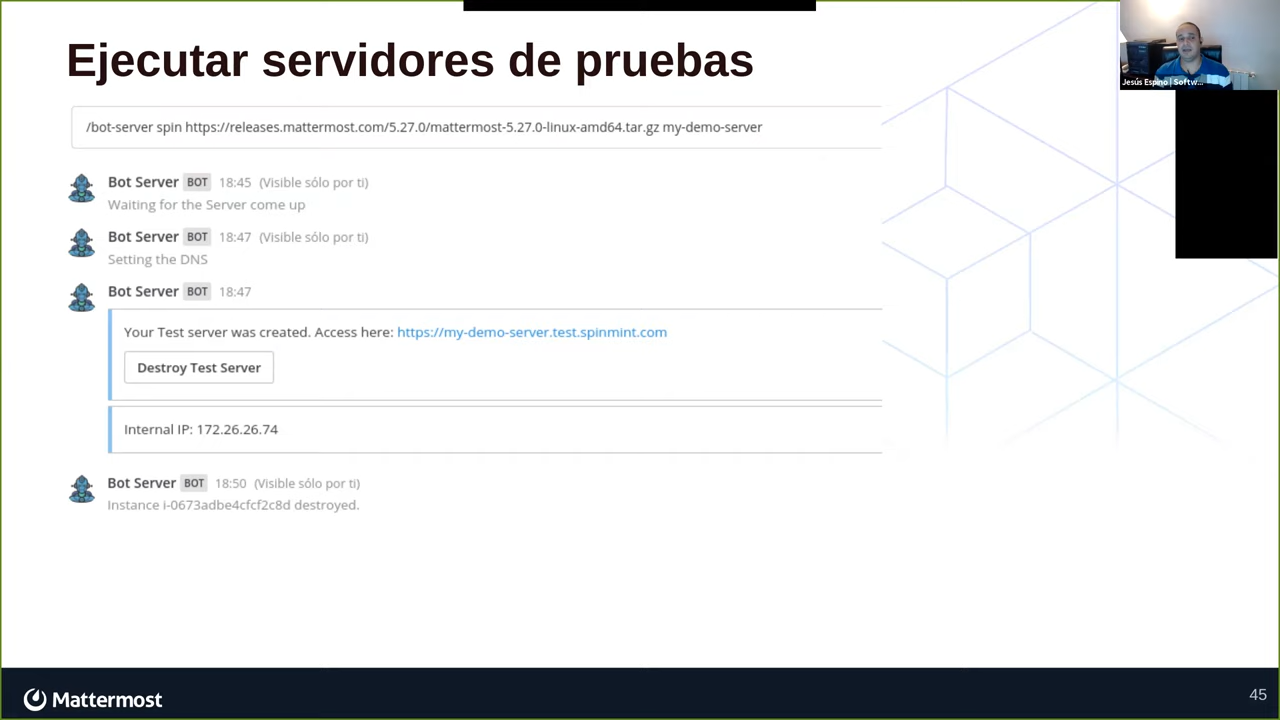 Ejecutar servidores de pruebas
Jesús Espino | Softw...
/bot-server spin https://releases.mattermost.com/5.27.0/mattermost-5.27.0-linux-amd64.tar.gz my-demo-server
Bot Server BOT 18:45 (Visible sólo por ti)
Waiting for the Server come up
Bot Server BOT 18:47 (Visible sólo por ti)
Setting the DNS
Bot Server BOT 18:47
Your Test server was created. Access here: https://my-demo-server.test.spinmint.com
Destroy Test Server
Internal IP: 172.26.26.74
Bot Server BOT 18:50 (Visible sólo por ti)
Instance i-0673adbe4cfcf2c8d destroyed.
Mattermost
45